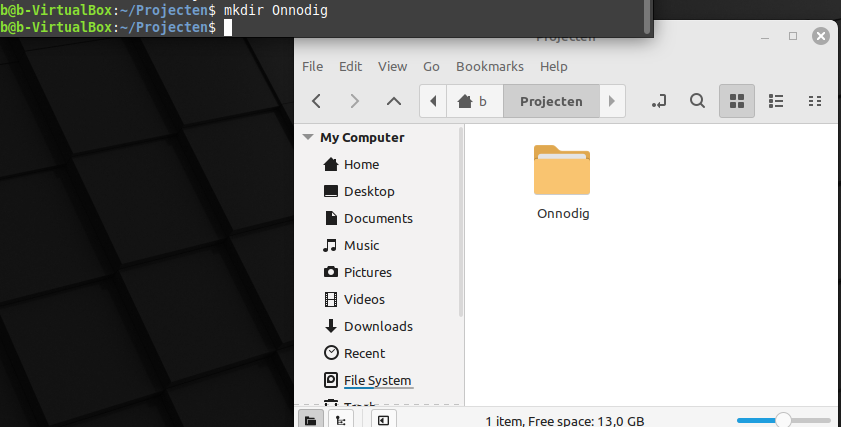 b@b-VirtualBox:~/Projecten$ mkdir Onnodig
b@b-VirtualBox:~/Projecten$
Projecten
File Edit View Go Bookmarks Help
b Projecten
My Computer
Home
Desktop
Documents
Music
Pictures
Videos
Downloads
Recent
File System
Trash
Onnodig
1 item, Free space: 13,0 GB